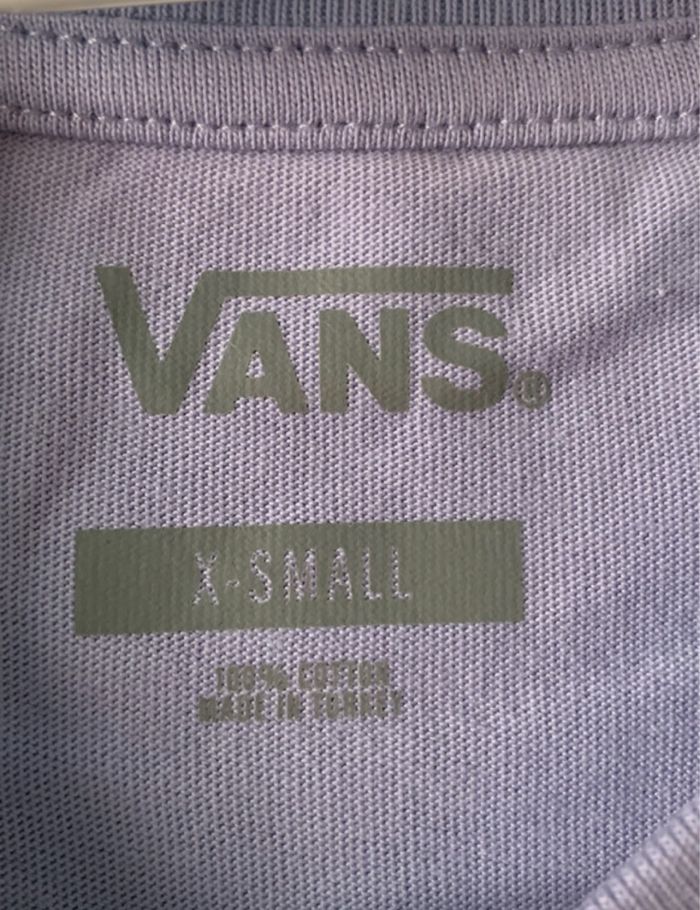 VANS®
X-SMALL
100% COTTON
MADE IN TURKEY